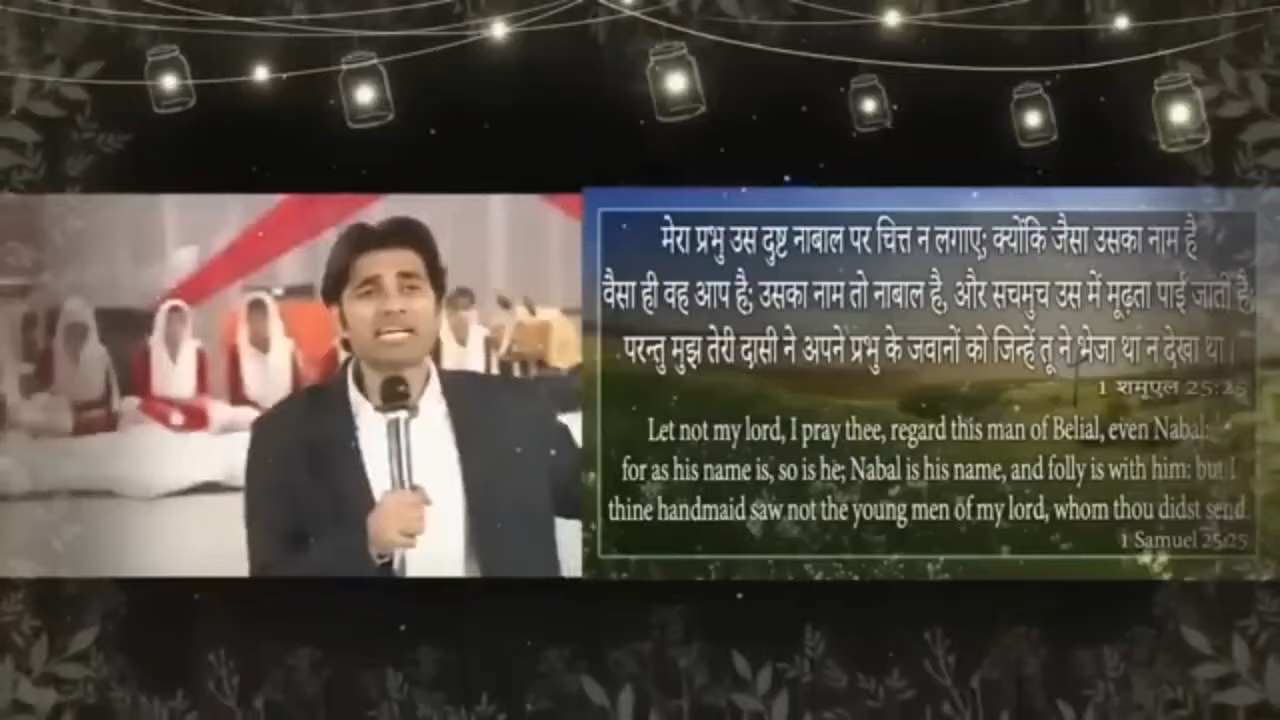 मेरा प्रभु उस दुष्ट नाबाल पर चित्त न लगाए; क्योंकि जैसा उसका नाम है
वैसा ही वह आप है; उसका नाम तो नाबाल है, और सचमुच उस में मूढ़ता पाई जाती है;
परन्तु मुझ तेरी दासी ने अपने प्रभु के जवानों को जिन्हें तू ने भेजा था न देखा था।
1 शमूएल 25:25
Let not my lord, I pray thee, regard this man of Belial, even Nabal:
for as his name is, so is he; Nabal is his name, and folly is with him: but I
thine handmaid saw not the young men of my lord, whom thou didst send.
1 Samuel 25:25